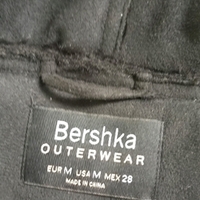 Bershka
OUTERWEAR
EUR M USA M MEX 28
MADE IN CHINA